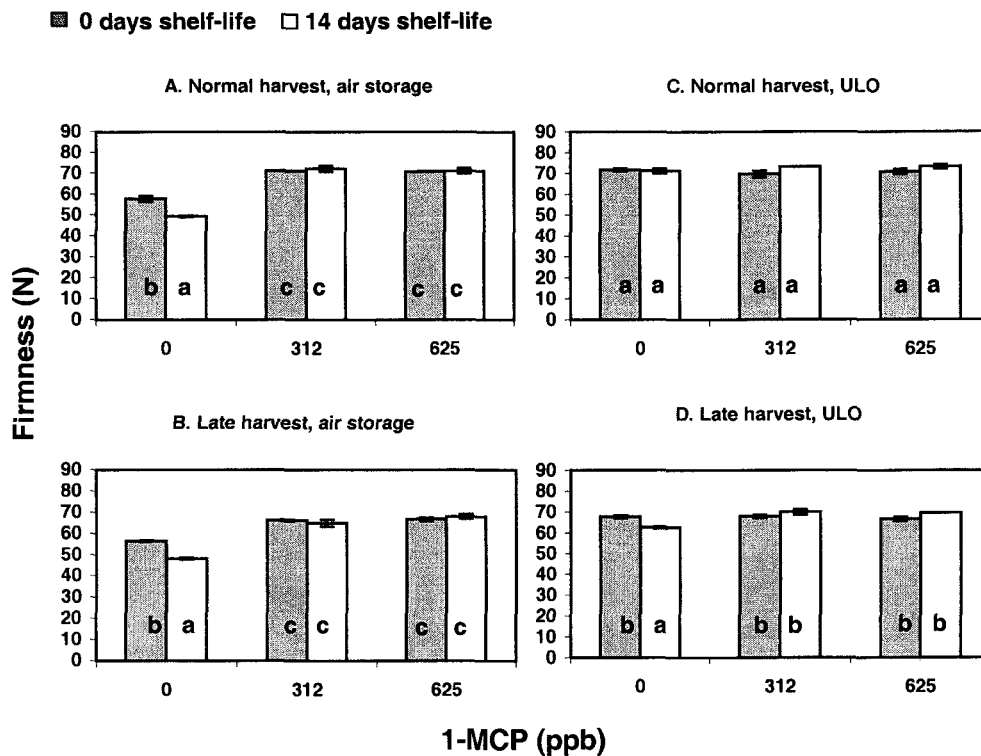 0 days shelf-life 14 days shelf-life
A. Normal harvest, air storage
90
80
70
60
50
40
30
20
10
0
b a c c c c
0 312 625
C. Normal harvest, ULO
90
80
70
60
50
40
30
20
10
0
a a a a a a
0 312 625
Firmness (N)
B. Late harvest, air storage
90
80
70
60
50
40
30
20
10
0
b a c c c c
0 312 625
D. Late harvest, ULO
90
80
70
60
50
40
30
20
10
0
b a b b b b
0 312 625
1-MCP (ppb)